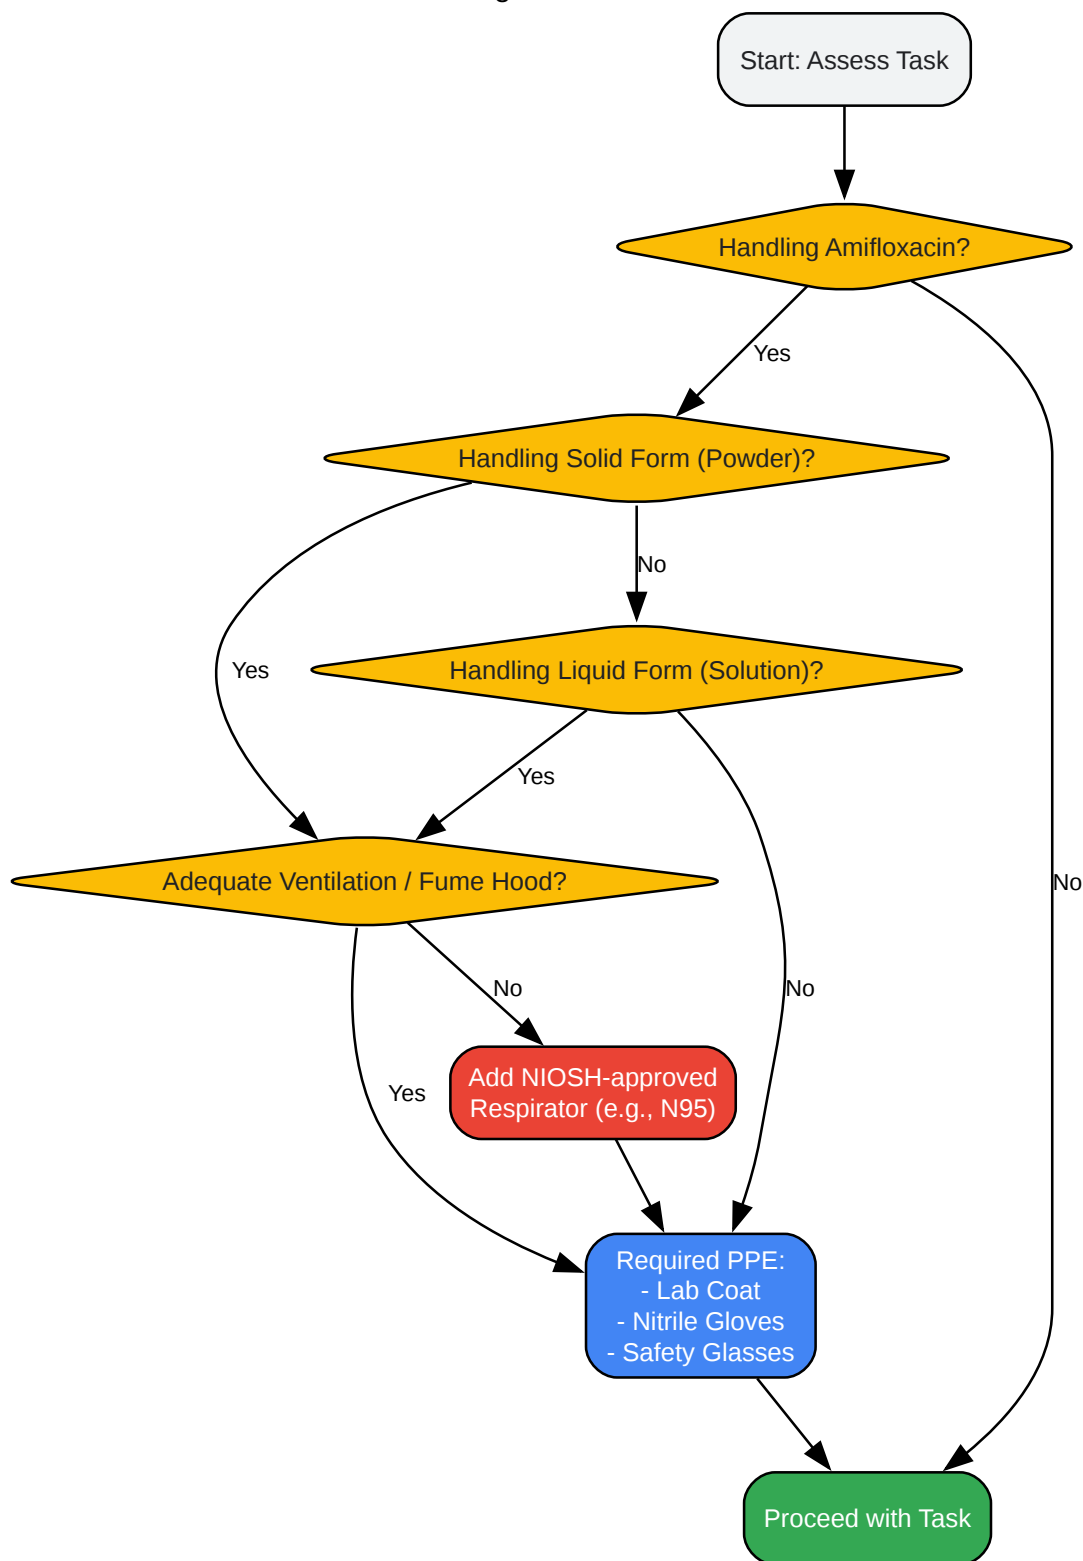 Start: Assess Task
Handling Amifloxacin?
Yes
Handling Solid Form (Powder)?
No
Handling Liquid Form (Solution)?
Yes
Yes
Adequate Ventilation / Fume Hood?
No
No
No
Add NIOSH-approved
Respirator (e.g., N95)
Yes
Required PPE:
- Lab Coat
- Nitrile Gloves
- Safety Glasses
Proceed with Task